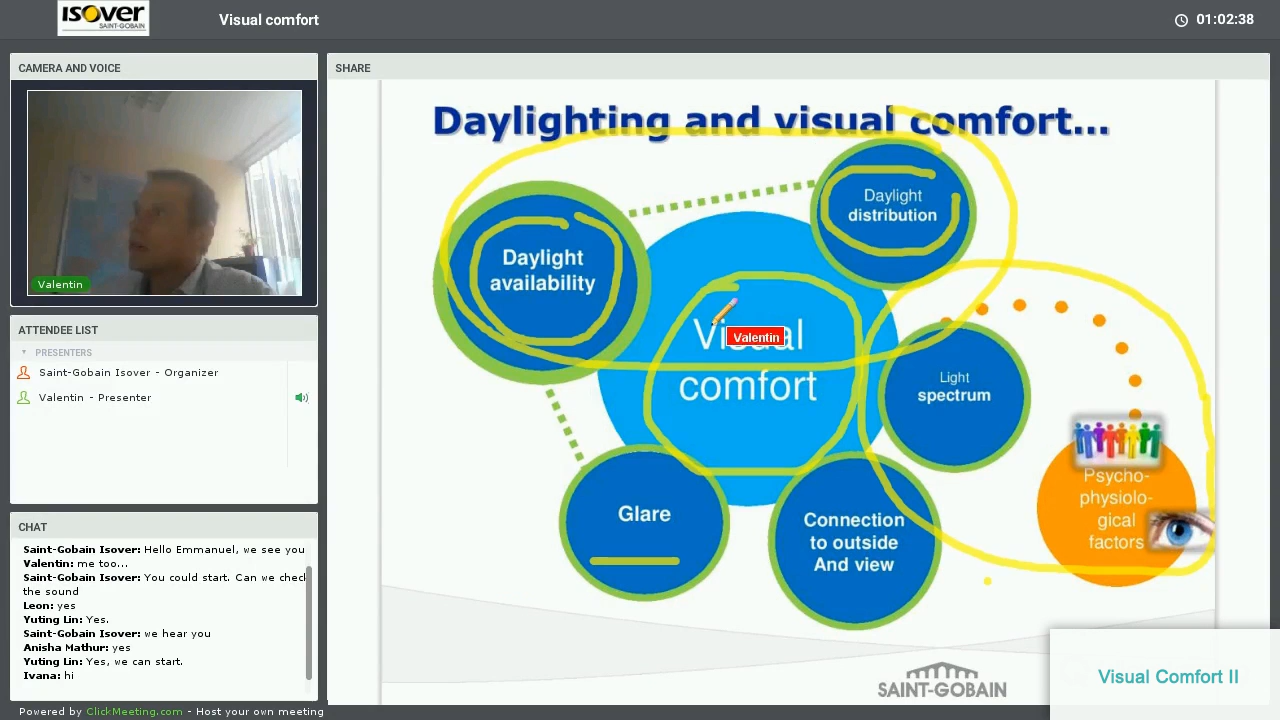 isover
SAINT-GOBAIN
Visual comfort
01:02:38
CAMERA AND VOICE
Valentin
ATTENDEE LIST
PRESENTERS
Saint-Gobain Isover - Organizer
Valentin - Presenter
CHAT
Saint-Gobain Isover: Hello Emmanuel, we see you
Valentin: me too...
Saint-Gobain Isover: You could start. Can we check
the sound
Leon: yes
Yuting Lin: Yes.
Saint-Gobain Isover: we hear you
Anisha Mathur: yes
Yuting Lin: Yes, we can start.
Ivana: hi
Powered by ClickMeeting.com - Host your own meeting
SHARE
Daylighting and visual comfort...
Daylight
distribution
Daylight
availability
Visual
comfort
Valentin
Light
spectrum
Psycho-
physiolo-
gical
factors
Glare
Connection
to outside
And view
SAINT-GOBAIN
Visual Comfort II